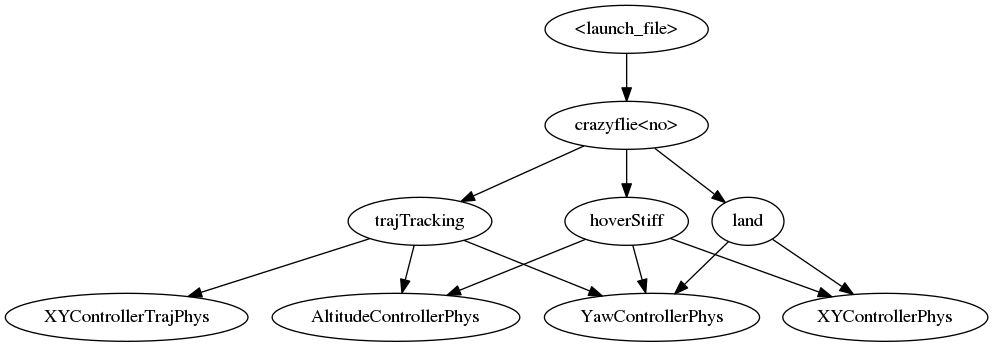 <launch_file>
crazyflie<no>
trajTracking
hoverStiff
land
XYControllerTrajPhys
AltitudeControllerPhys
YawControllerPhys
XYControllerPhys